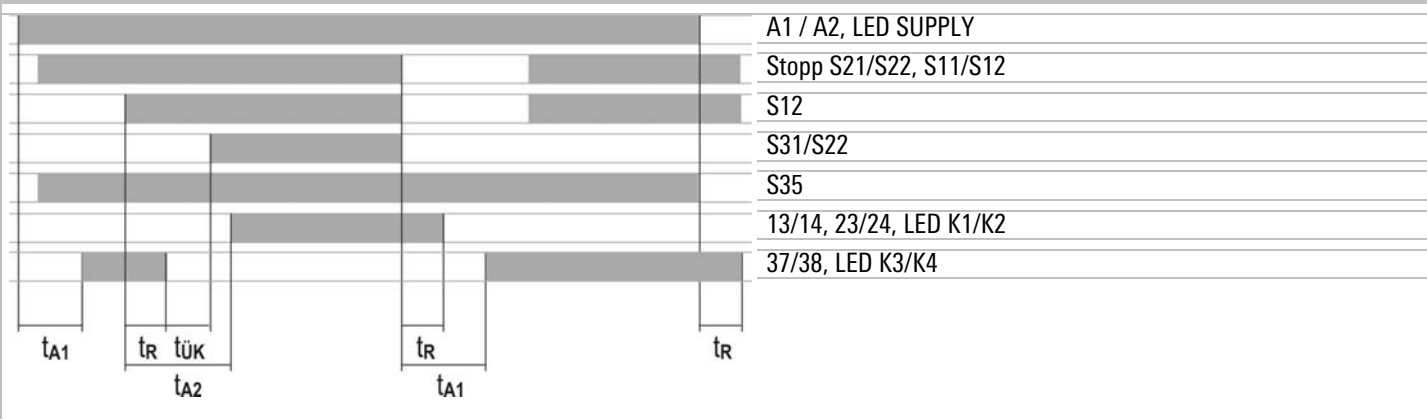 A1 / A2, LED SUPPLY
Stopp S21/S22, S11/S12
S12
S31/S22
S35
13/14, 23/24, LED K1/K2
37/38, LED K3/K4
tA1 tR tÜK tR tR
tA2 tA1